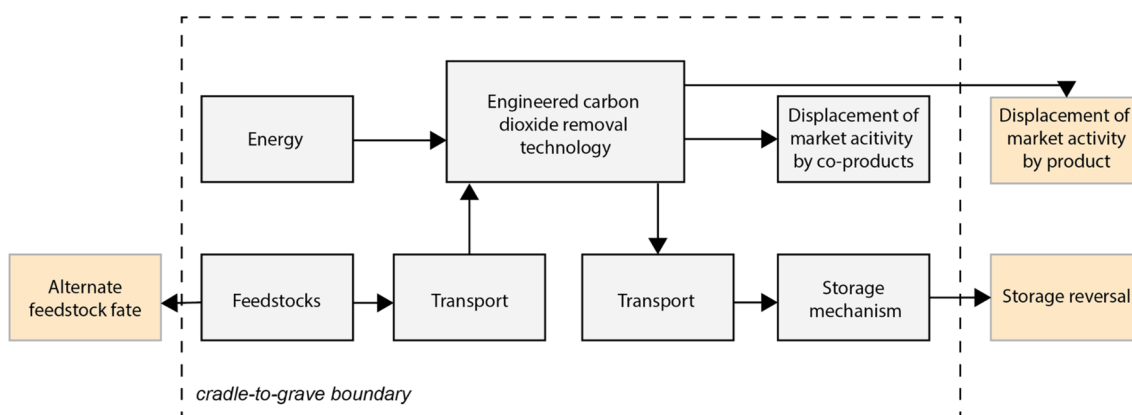 Engineered carbon
dioxide removal
technology
Energy
Displacement of
market acitivity
by co-products
Displacement of
market activity
by product
Alternate
feedstock fate
Feedstocks
Transport
Transport
Storage
mechanism
Storage reversal
cradle-to-grave boundary